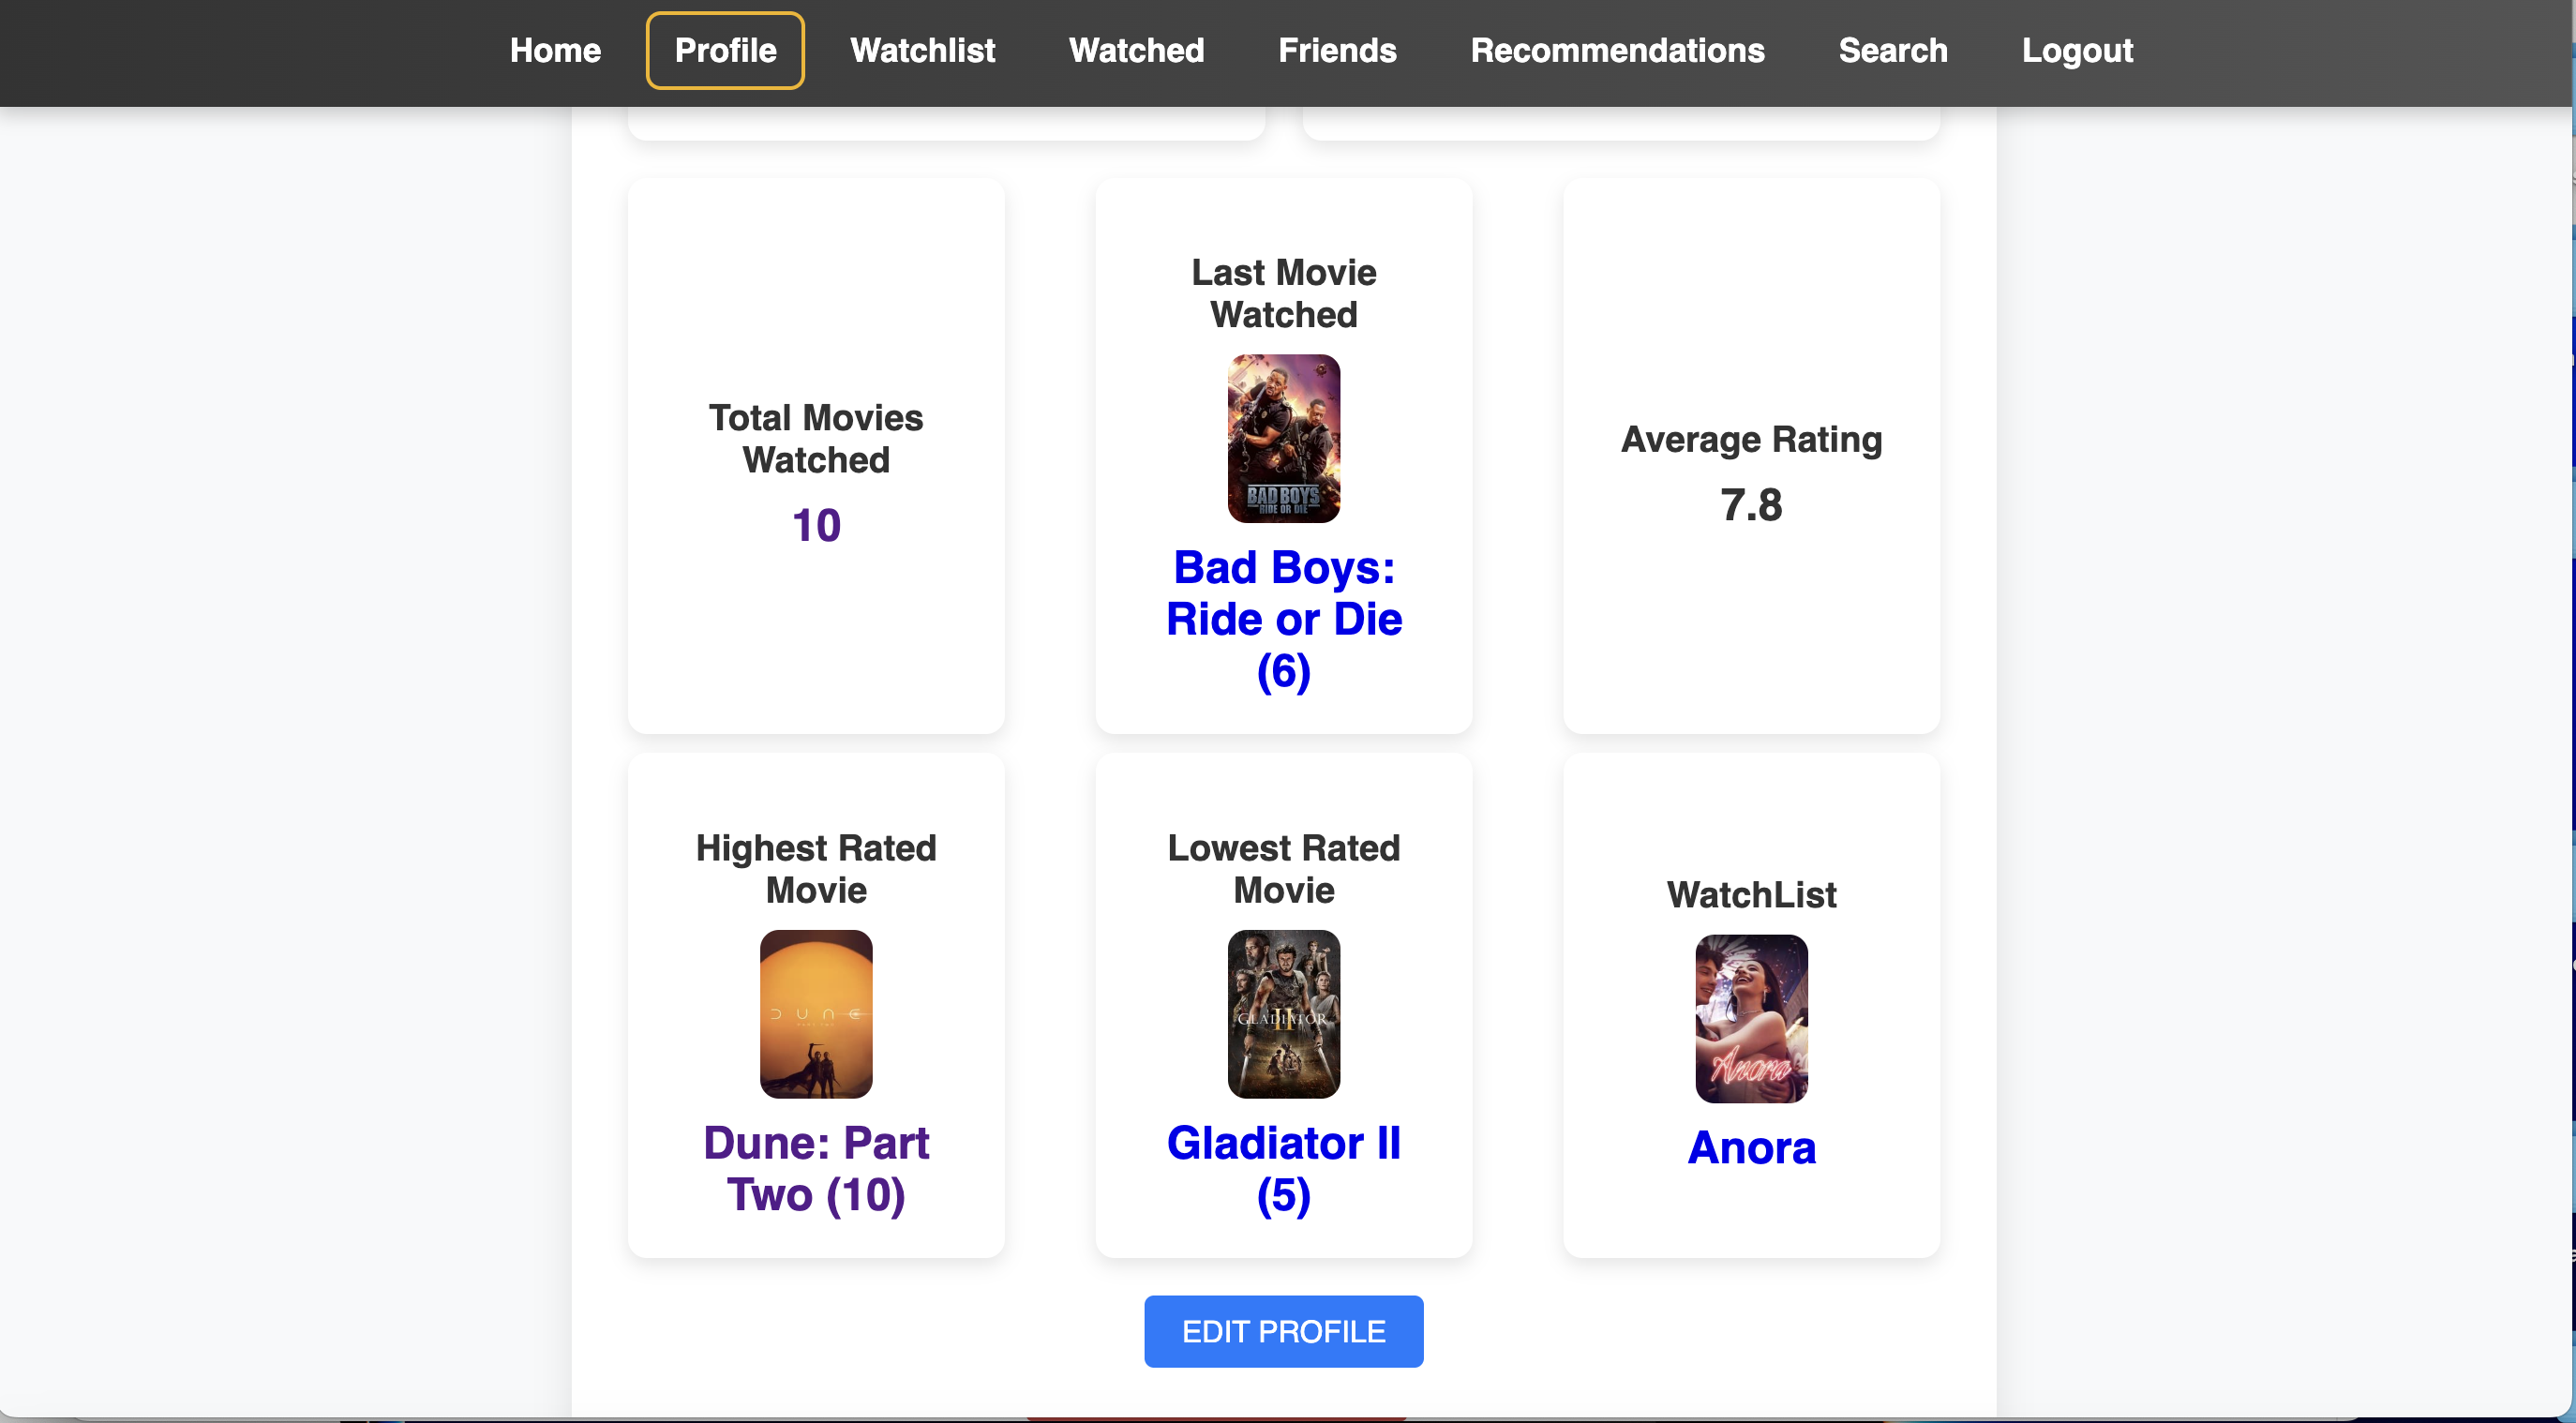 Home Profile Watchlist Watched Friends Recommendations Search Logout
Total Movies
Watched
10
Last Movie
Watched
BAD BOYS
RIDE OR DIE
Bad Boys:
Ride or Die
(6)
Average Rating
7.8
Highest Rated
Movie
DUNE
Dune: Part
Two (10)
Lowest Rated
Movie
GLADIATOR
II
Gladiator II
(5)
WatchList
Anora
Anora
EDIT PROFILE